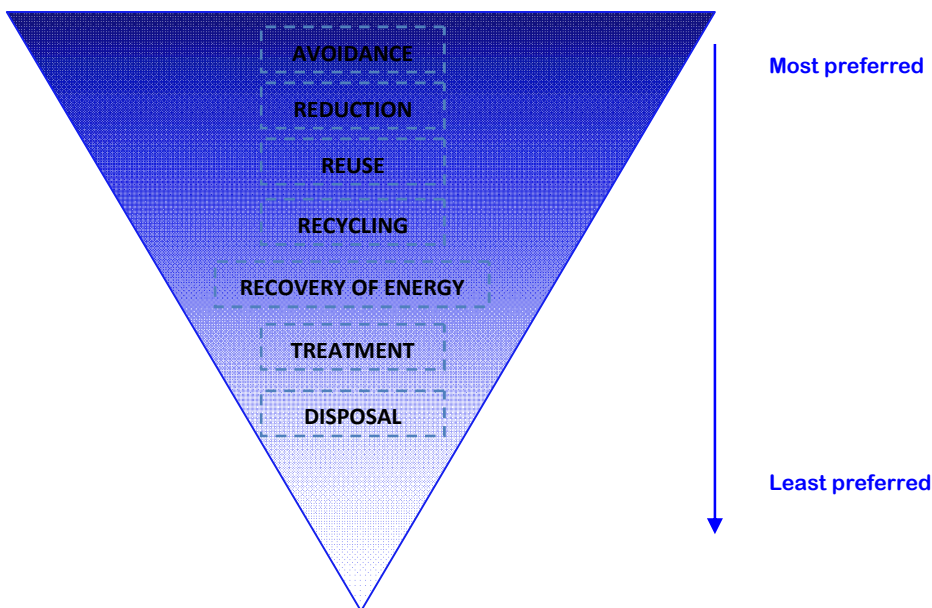 AVOIDANCE
Most preferred
REDUCTION
REUSE
RECYCLING
RECOVERY OF ENERGY
TREATMENT
DISPOSAL
Least preferred